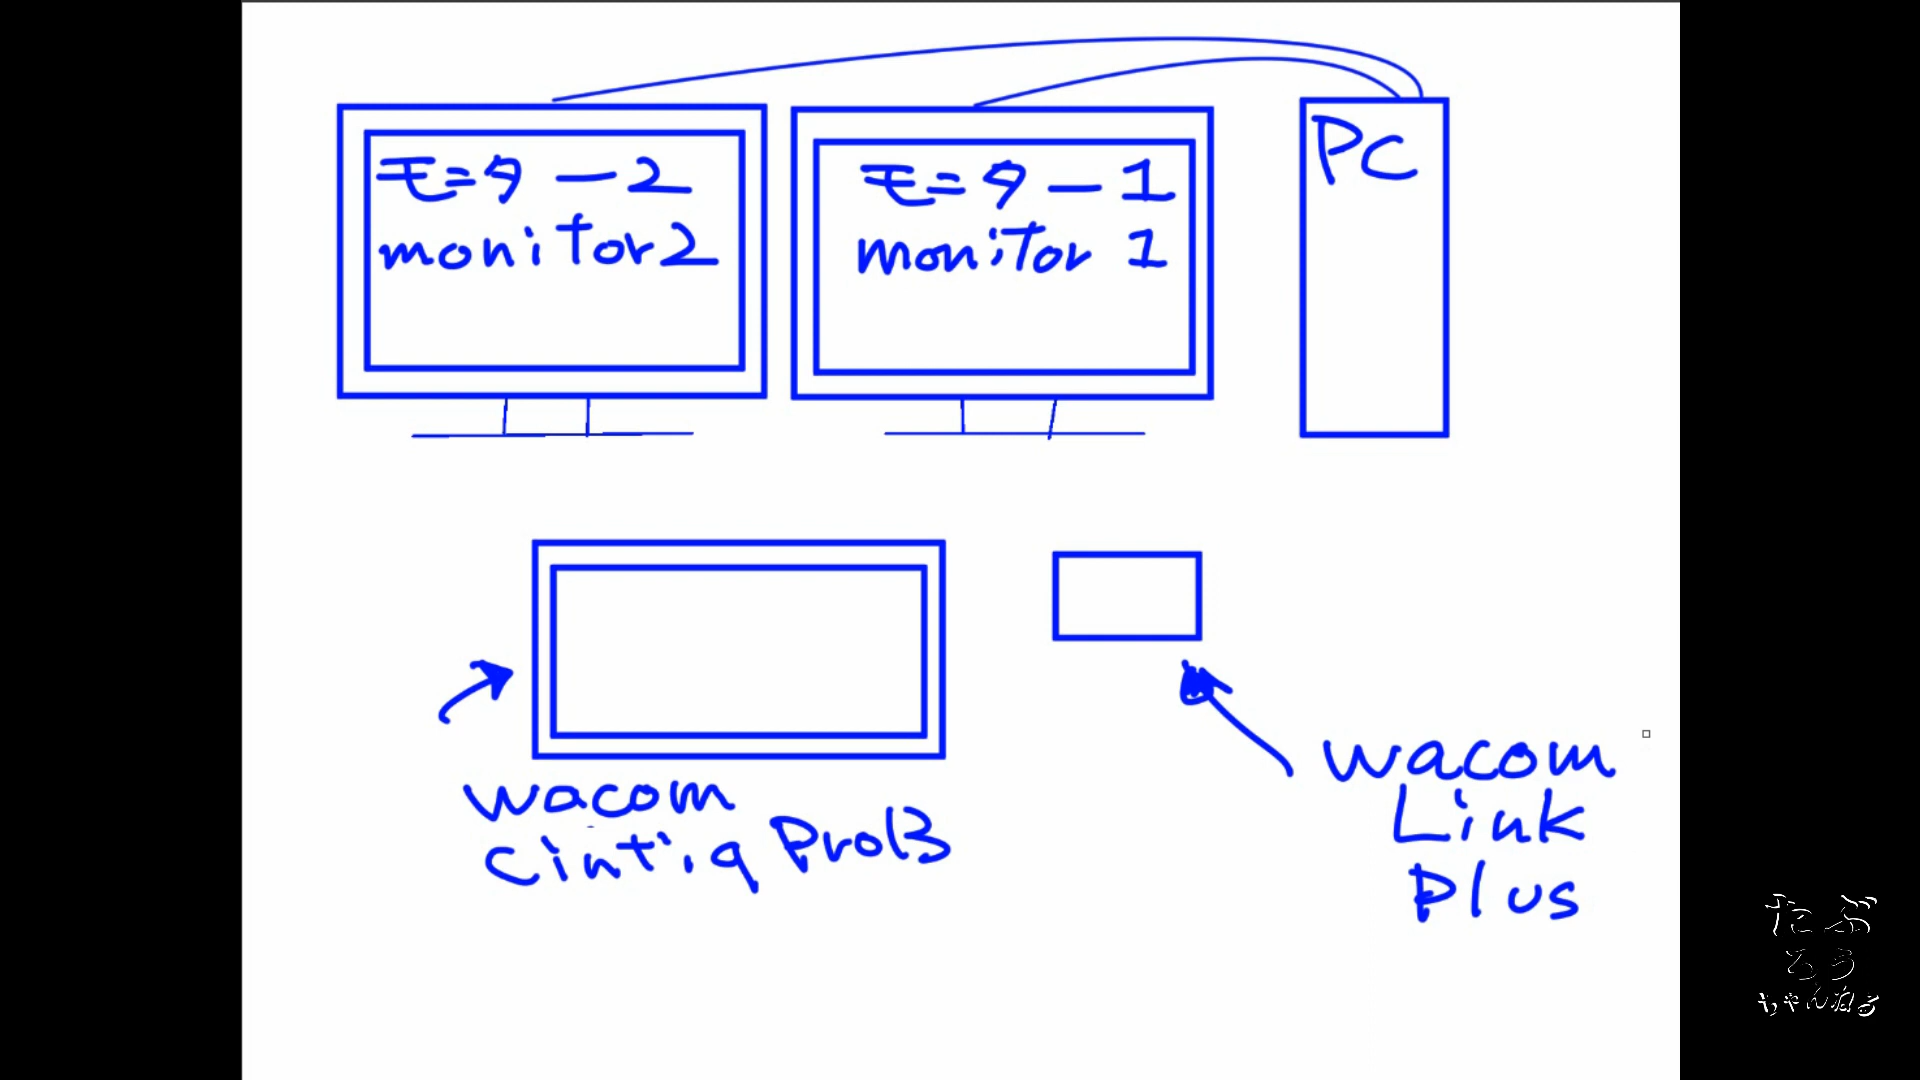 モニター2
monitor2
モニター1
monitor 1
PC
wacom
cintiq Pro13
wacom
Link
Plus
たぶ
ろう
ちゃんねる